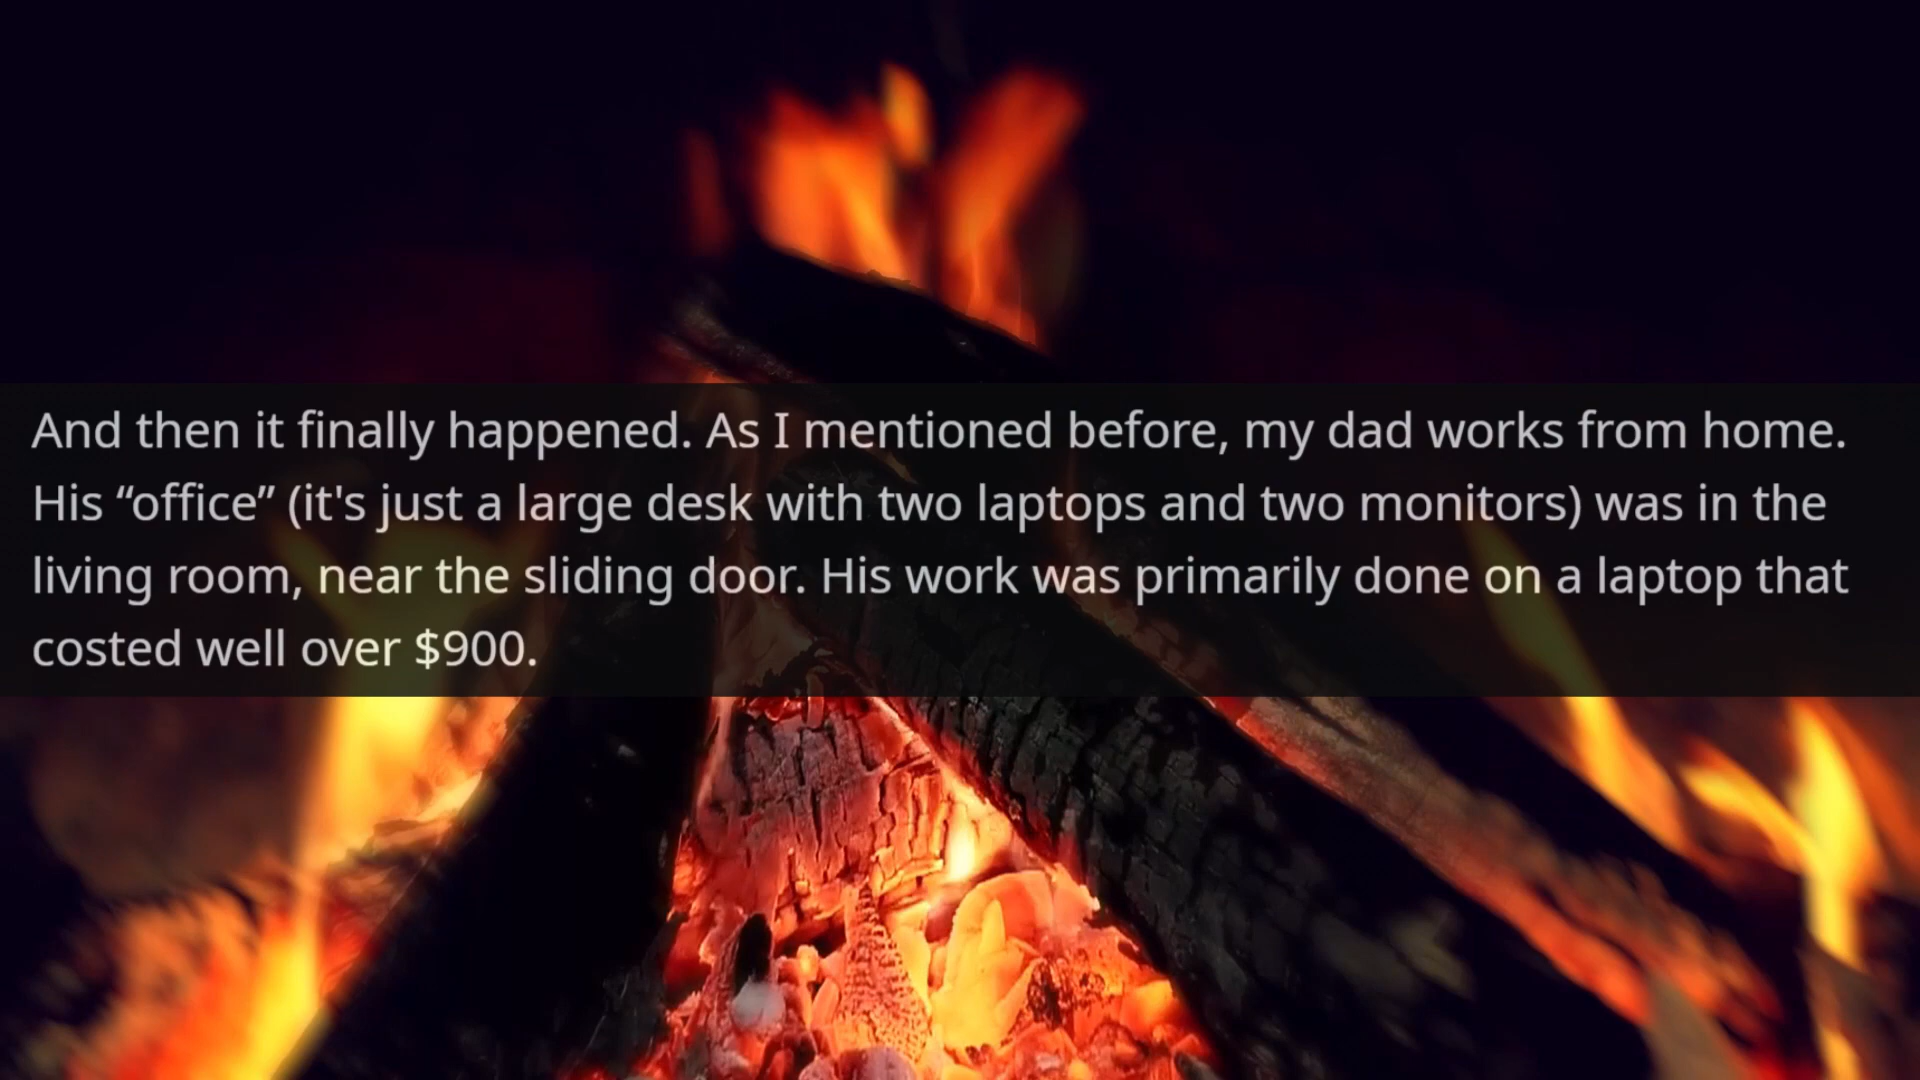 And then it finally happened. As I mentioned before, my dad works from home.
His “office” (it's just a large desk with two laptops and two monitors) was in the
living room, near the sliding door. His work was primarily done on a laptop that
costed well over $900.